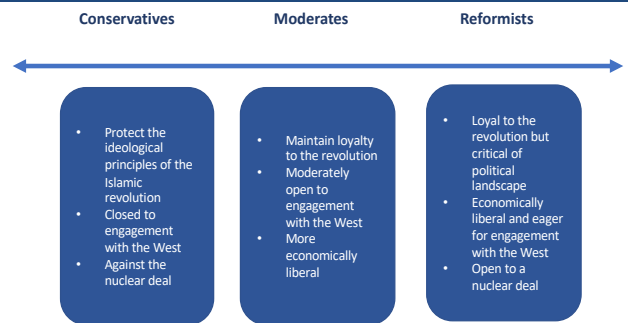 Conservatives
Moderates
Reformists
• Protect the
ideological
principles of the
Islamic
revolution
• Closed to
engagement
with the West
• Against the
nuclear deal
• Maintain loyalty
to the revolution
• Moderately
open to
engagement
with the West
• More
economically
liberal
• Loyal to the
revolution but
critical of
political
landscape
• Economically
liberal and eager
for engagement
with the West
• Open to a
nuclear deal